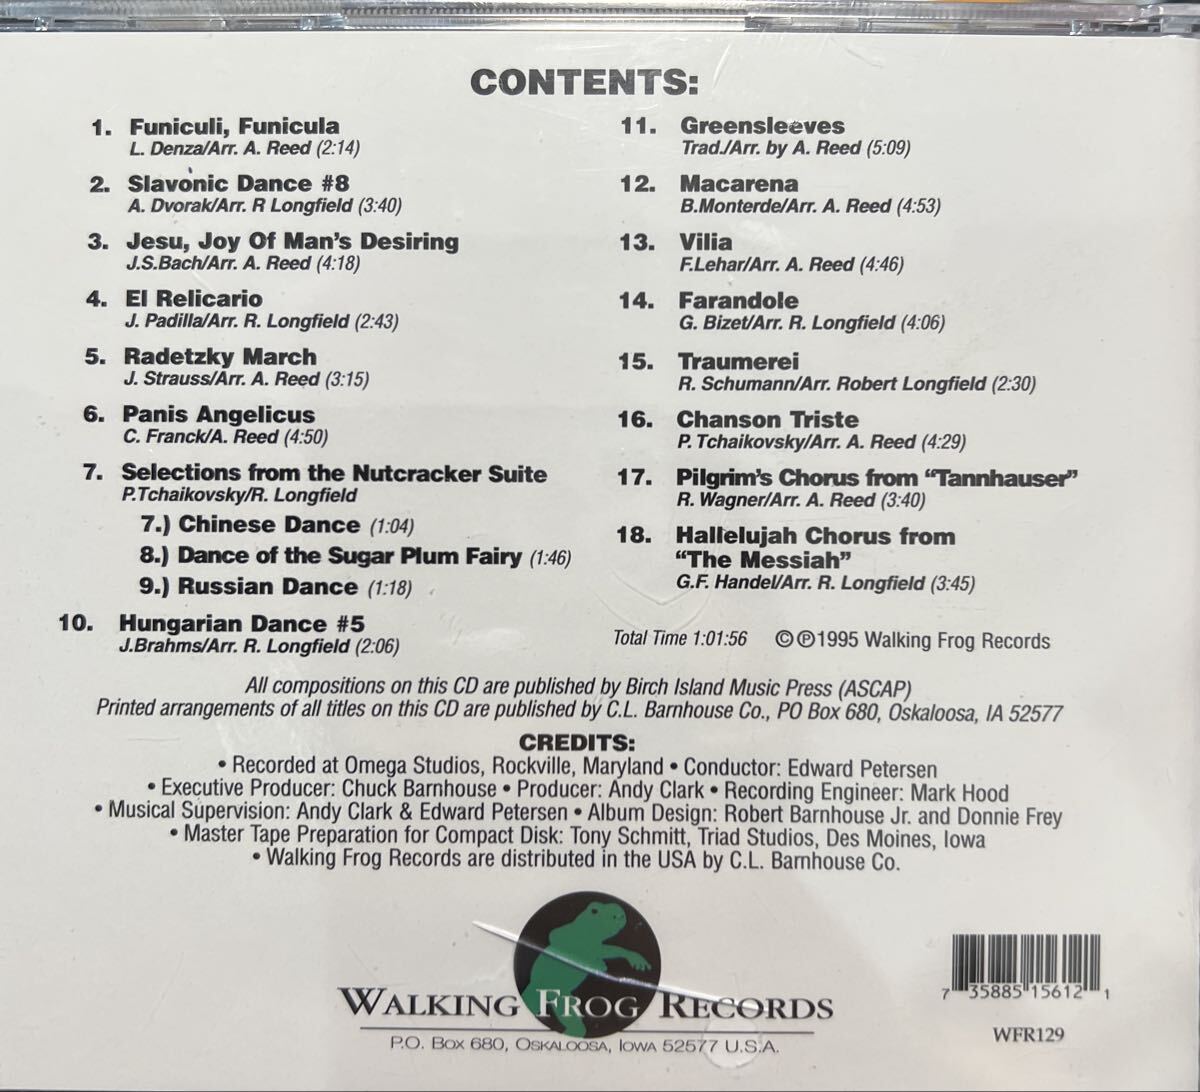 CONTENTS:
1. Funiculi, Funicula
L. Denza/Arr. A. Reed (2:14)
2. Slavonic Dance #8
A. Dvorak/Arr. R Longfield (3:40)
3. Jesu, Joy Of Man's Desiring
J.S.Bach/Arr. A. Reed (4:18)
4. El Relicario
J. Padilla/Arr. R. Longfield (2:43)
5. Radetzky March
J. Strauss/Arr. A. Reed (3:15)
6. Panis Angelicus
C. Franck/A. Reed (4:50)
7. Selections from the Nutcracker Suite
P.Tchaikovsky/R. Longfield
7.) Chinese Dance (1:04)
8.) Dance of the Sugar Plum Fairy (1:46)
9.) Russian Dance (1:18)
10. Hungarian Dance #5
J.Brahms/Arr. R. Longfield (2:06)
11. Greensleeves
Trad./Arr. by A. Reed (5:09)
12. Macarena
B.Monterde/Arr. A. Reed (4:53)
13. Vilia
F.Lehar/Arr. A. Reed (4:46)
14. Farandole
G. Bizet/Arr. R. Longfield (4:06)
15. Traumerei
R. Schumann/Arr. Robert Longfield (2:30)
16. Chanson Triste
P. Tchaikovsky/Arr. A. Reed (4:29)
17. Pilgrim's Chorus from "Tannhauser"
R. Wagner/Arr. A. Reed (3:40)
18. Hallelujah Chorus from
"The Messiah"
G.F. Handel/Arr. R. Longfield (3:45)
Total Time 1:01:56 ©℗1995 Walking Frog Records
All compositions on this CD are published by Birch Island Music Press (ASCAP)
Printed arrangements of all titles on this CD are published by C.L. Barnhouse Co., PO Box 680, Oskaloosa, IA 52577
CREDITS:
• Recorded at Omega Studios, Rockville, Maryland • Conductor: Edward Petersen
• Executive Producer: Chuck Barnhouse • Producer: Andy Clark • Recording Engineer: Mark Hood
• Musical Supervision: Andy Clark & Edward Petersen • Album Design: Robert Barnhouse Jr. and Donnie Frey
• Master Tape Preparation for Compact Disk: Tony Schmitt, Triad Studios, Des Moines, Iowa
• Walking Frog Records are distributed in the USA by C.L. Barnhouse Co.
WALKING FROG RECORDS
P.O. BOX 680, OSKALOOSA, IOWA 52577 U.S.A.
7 35885 15612 1
WFR129